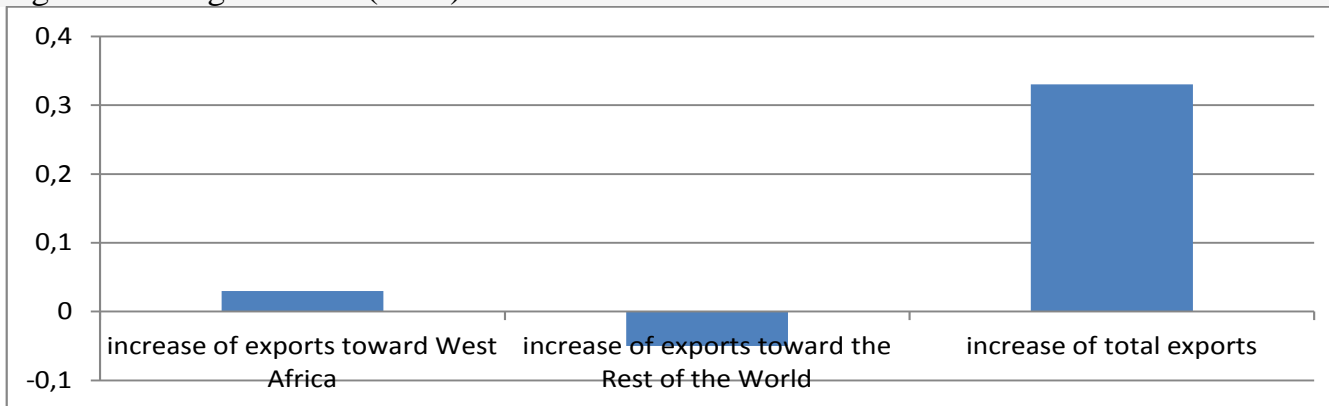 0,4
0,3
0,2
0,1
0
-0,1
increase of exports toward West
Africa
increase of exports toward the
Rest of the World
increase of total exports